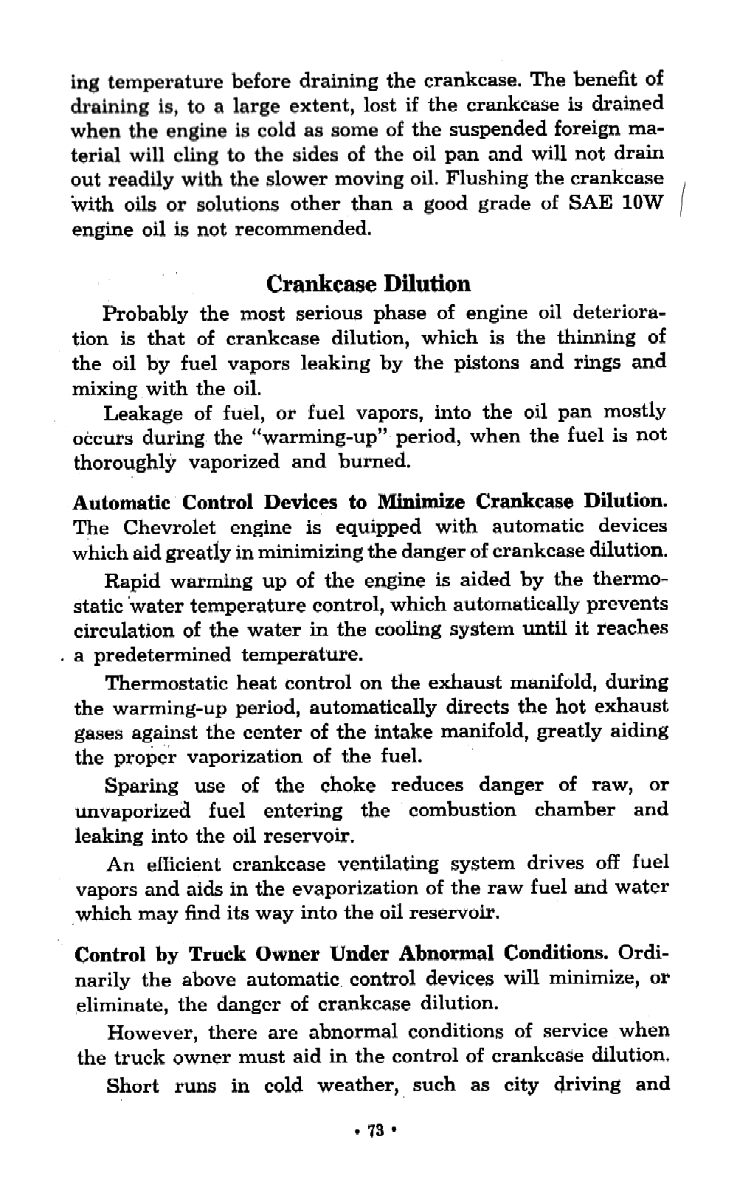 ing temperature before draining the crankcase. The benefit of
draining is, to a large extent, lost if the crankcase is drained
when the engine is cold as some of the suspended foreign ma-
terial will cling to the sides of the oil pan and will not drain
out readily with the slower moving oil. Flushing the crankcase
with oils or solutions other than a good grade of SAE 10W
engine oil is not recommended.
Crankcase Dilution
Probably the most serious phase of engine oil deteriora-
tion is that of crankcase dilution, which is the thinning of
the oil by fuel vapors leaking by the pistons and rings and
mixing with the oil.
Leakage of fuel, or fuel vapors, into the oil pan mostly
occurs during the “warming-up” period, when the fuel is not
thoroughly vaporized and burned.
Automatic Control Devices to Minimize Crankcase Dilution.
The Chevrolet engine is equipped with automatic devices
which aid greatly in minimizing the danger of crankcase dilution.
Rapid warming up of the engine is aided by the thermo-
static water temperature control, which automatically prevents
circulation of the water in the cooling system until it reaches
a predetermined temperature.
Thermostatic heat control on the exhaust manifold, during
the warming-up period, automatically directs the hot exhaust
gases against the center of the intake manifold, greatly aiding
the proper vaporization of the fuel.
Sparing use of the choke reduces danger of raw, or
unvaporized fuel entering the combustion chamber and
leaking into the oil reservoir.
An efficient crankcase ventilating system drives off fuel
vapors and aids in the evaporization of the raw fuel and water
which may find its way into the oil reservoir.
Control by Truck Owner Under Abnormal Conditions. Ordi-
narily the above automatic control devices will minimize, or
eliminate, the danger of crankcase dilution.
However, there are abnormal conditions of service when
the truck owner must aid in the control of crankcase dilution.
Short runs in cold weather, such as city driving and
• 73 •